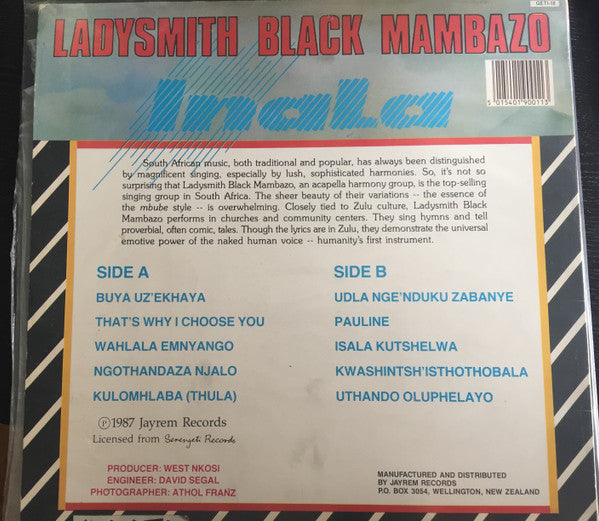 GETI-18
LADYSMITH BLACK MAMBAZO
InaLa
5 015401 900113
South African music, both traditional and popular, has always been distinguished
by magnificent singing, especially by lush, sophisticated harmonies. So, it's not so
surprising that Ladysmith Black Mambazo, an acapella harmony group, is the top-selling
singing group in South Africa. The sheer beauty of their variations -- the essence of
the mbube style -- is overwhelming. Closely tied to Zulu culture, Ladysmith Black
Mambazo performs in churches and community centers. They sing hymns and tell
proverbial, often comic, tales. Though the lyrics are in Zulu, they demonstrate the universal
emotive power of the naked human voice -- humanity's first instrument.
SIDE A
BUYA UZ'EKHAYA
THAT'S WHY I CHOOSE YOU
WAHLALA EMNYANGO
NGOTHANDAZA NJALO
KULOMHLABA (THULA)
SIDE B
UDLA NGE'NDUKU ZABANYE
PAULINE
ISALA KUTSHELWA
KWASHINTSH'ISTHOTHOBALA
UTHANDO OLUPHELAYO
℗1987 Jayrem Records
Licensed from Serengeti Records
PRODUCER: WEST NKOSI
ENGINEER: DAVID SEGAL
PHOTOGRAPHER: ATHOL FRANZ
MANUFACTURED AND DISTRIBUTED
BY JAYREM RECORDS
P.O. BOX 3054, WELLINGTON, NEW ZEALAND